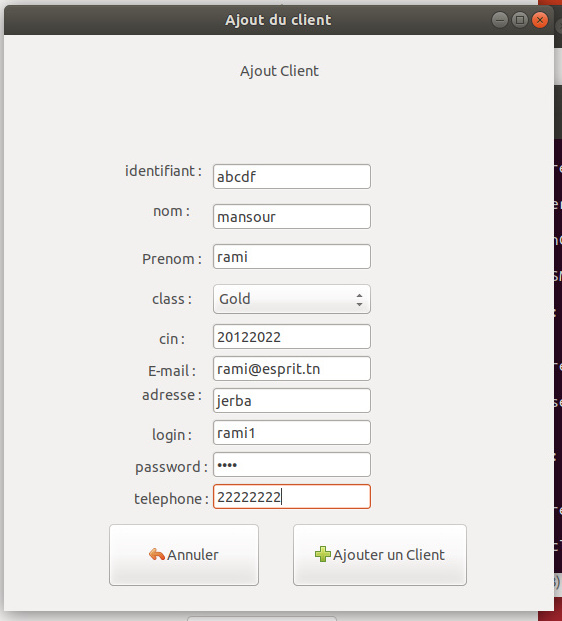 Ajout du client
Ajout Client
identifiant : abcdf
nom : mansour
Prenom : rami
class : Gold
cin : 20122022
E-mail : rami@esprit.tn
adresse : jerba
login : rami1
password : ••••
telephone : 22222222
Annuler Ajouter un Client